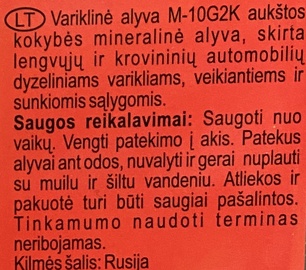 LT Variklinė alyva M-10G2K aukštos
kokybės mineralinė alyva, skirta
lengvųjų ir krovininių automobilių
dyzeliniams varikliams, veikiantiems ir
sunkiomis sąlygomis.
Saugos reikalavimai: Saugoti nuo
vaikų. Vengti patekimo į akis. Patekus
alyvai ant odos, nuvalyti ir gerai nuplauti
su muilu ir šiltu vandeniu. Atliekos ir
pakuotė turi būti saugiai pašalintos.
Tinkamumo naudoti terminas
neribojamas.
Kilmės šalis: Rusija